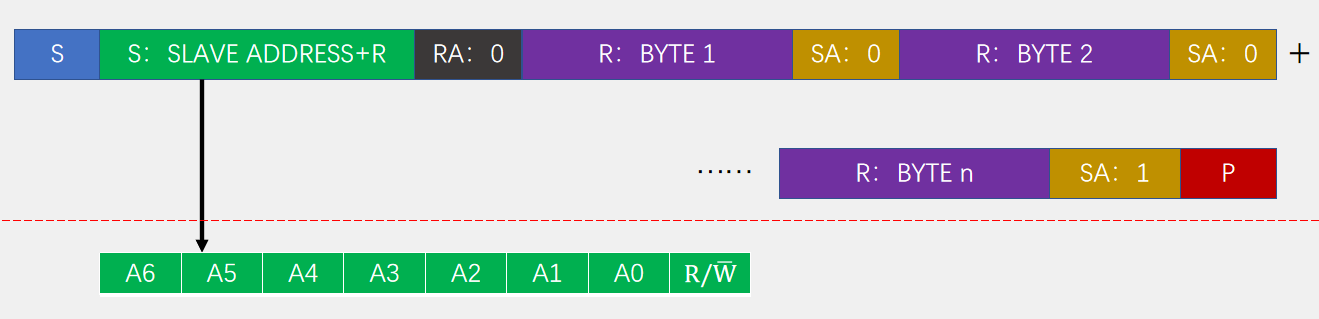 S S：SLAVE ADDRESS+R RA：0 R：BYTE 1 SA：0 R：BYTE 2 SA：0 +
…… R：BYTE n SA：1 P
A6 A5 A4 A3 A2 A1 A0 R/W̅